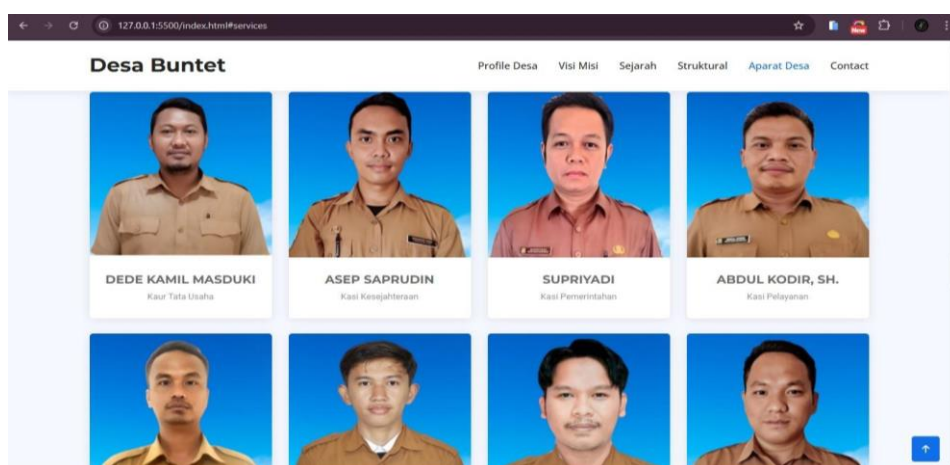 127.0.0.1:5500/index.html#services
New
Desa Buntet
Profile Desa Visi Misi Sejarah Struktural Aparat Desa Contact
DEDE KAMIL MASDUKI
Kaur Tata Usaha
ASEP SAPRUDIN
Kasi Kesejahteraan
SUPRIYADI
Kasi Pemerintahan
ABDUL KODIR, SH.
Kasi Pelayanan